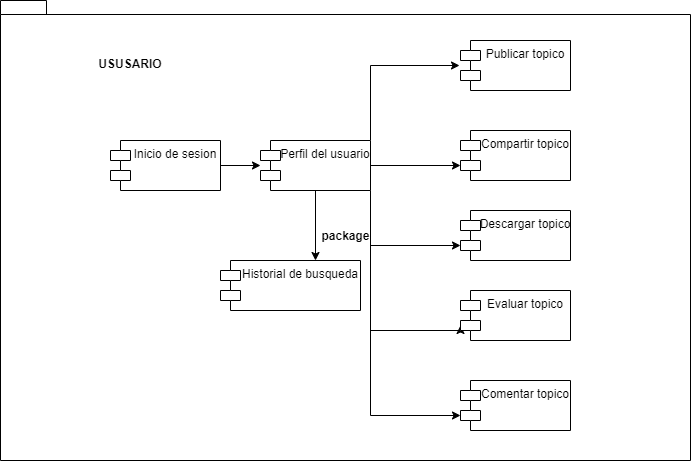 USUSARIO
Publicar topico
Inicio de sesion
Perfil del usuario
Compartir topico
package
Descargar topico
Historial de busqueda
Evaluar topico
Comentar topico